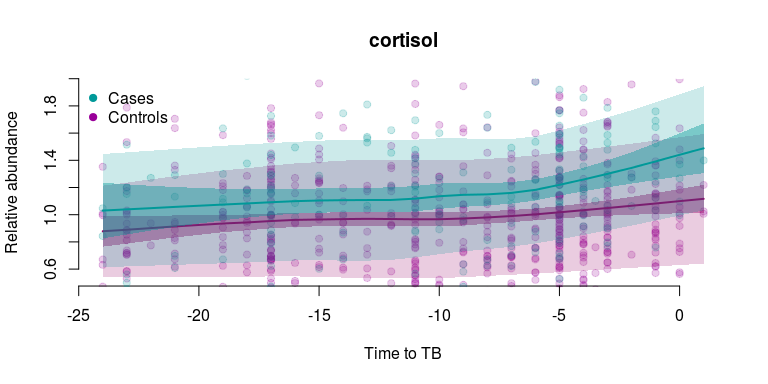 cortisol
Cases
Controls
Relative abundance
0.6 1.0 1.4 1.8
-25 -20 -15 -10 -5 0
Time to TB